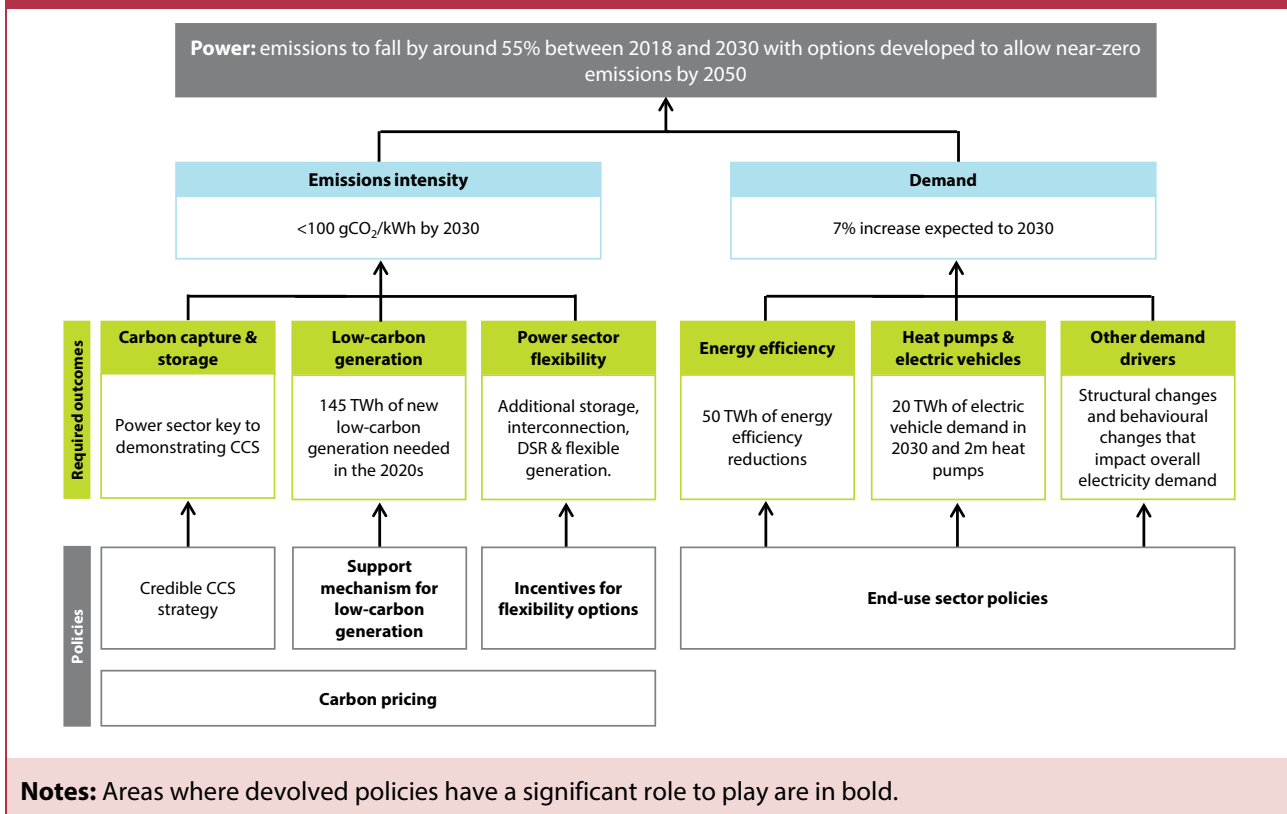 Power: emissions to fall by around 55% between 2018 and 2030 with options developed to allow near-zero
emissions by 2050
Emissions intensity
<100 gCO₂/kWh by 2030
Demand
7% increase expected to 2030
Required outcomes
Carbon capture &
storage
Power sector key to
demonstrating CCS
Low-carbon
generation
145 TWh of new
low-carbon
generation needed
in the 2020s
Power sector
flexibility
Additional storage,
interconnection,
DSR & flexible
generation.
Energy efficiency
50 TWh of energy
efficiency
reductions
Heat pumps &
electric vehicles
20 TWh of electric
vehicle demand in
2030 and 2m heat
pumps
Other demand
drivers
Structural changes
and behavioural
changes that
impact overall
electricity demand
Policies
Credible CCS
strategy
Support
mechanism for
low-carbon
generation
Incentives for
flexibility options
End-use sector policies
Carbon pricing
Notes: Areas where devolved policies have a significant role to play are in bold.